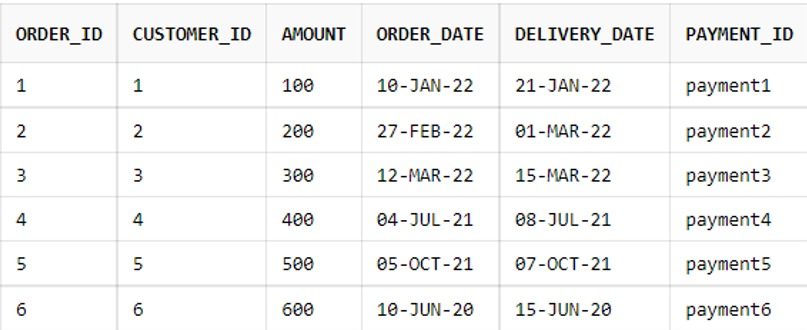 ORDER_ID CUSTOMER_ID AMOUNT ORDER_DATE DELIVERY_DATE PAYMENT_ID
1 1 100 10-JAN-22 21-JAN-22 payment1
2 2 200 27-FEB-22 01-MAR-22 payment2
3 3 300 12-MAR-22 15-MAR-22 payment3
4 4 400 04-JUL-21 08-JUL-21 payment4
5 5 500 05-OCT-21 07-OCT-21 payment5
6 6 600 10-JUN-20 15-JUN-20 payment6